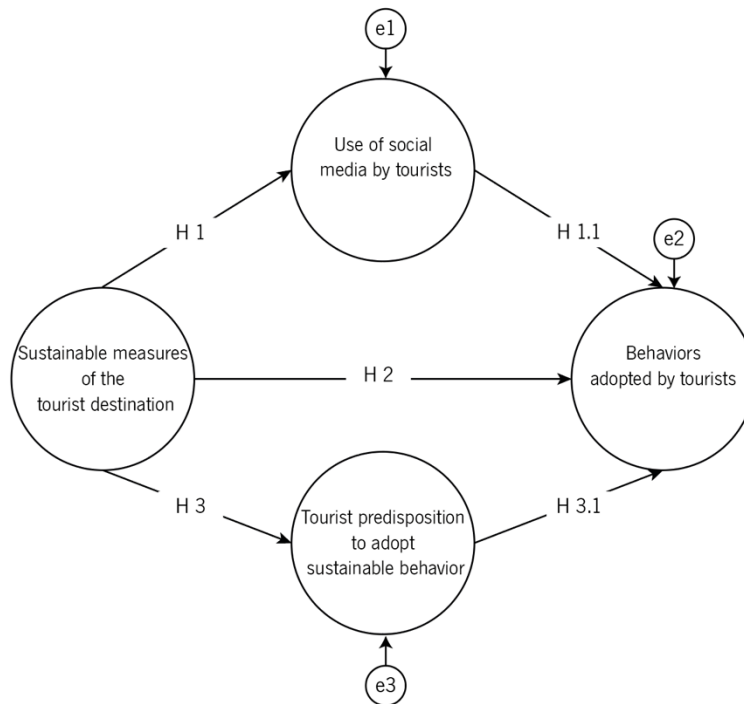 e1
Use of social
media by tourists
H 1
H 1.1
e2
Sustainable measures
of the
tourist destination
H 2
Behaviors
adopted by tourists
H 3
Tourist predisposition
to adopt
sustainable behavior
H 3.1
e3